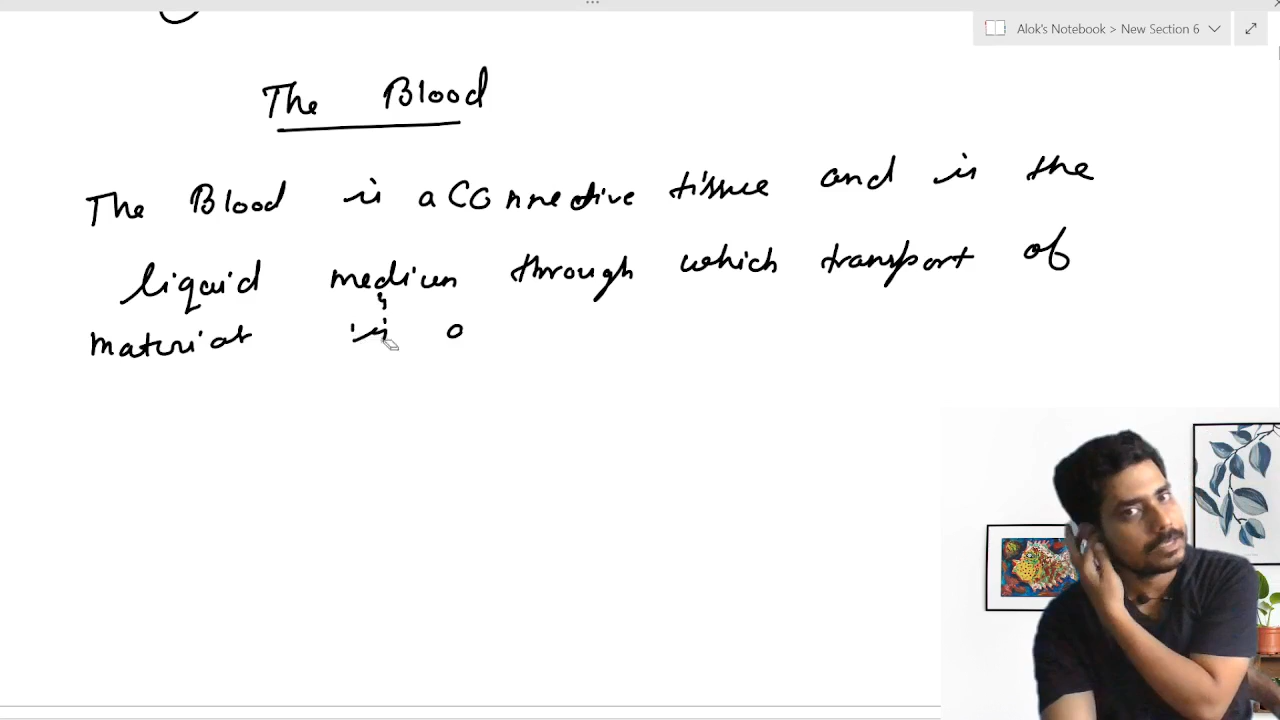 Alok's Notebook > New Section 6
The Blood
The Blood is a connective tissue and is the
liquid medium through which transport of
material is o